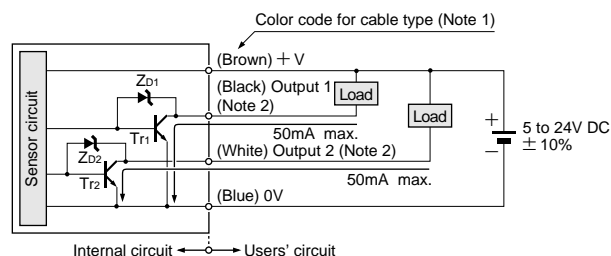 Color code for cable type (Note 1)
(Brown) + V
ZD1
(Black) Output 1
(Note 2)
Load
Load
Sensor circuit
Tr1
50mA max.
+
5 to 24V DC
± 10%
−
ZD2
(White) Output 2 (Note 2)
Tr2
50mA max.
(Blue) 0V
Internal circuit
Users' circuit